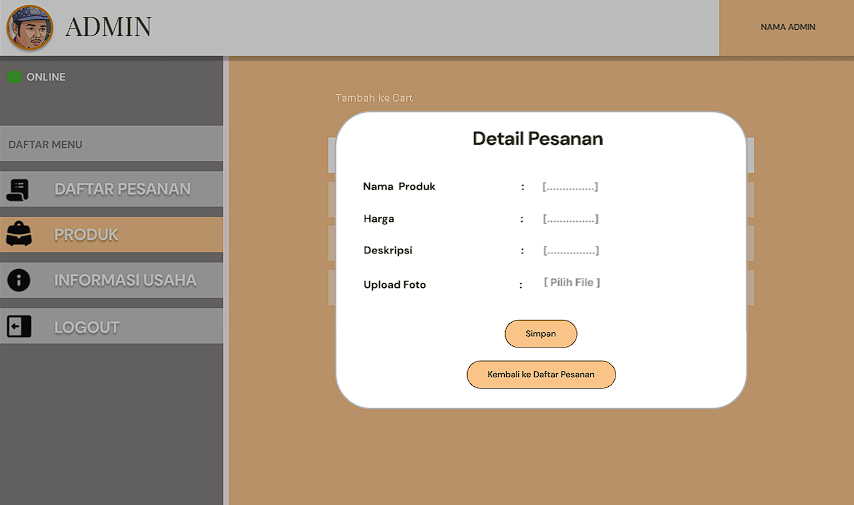 ADMIN
NAMA ADMIN
ONLINE
DAFTAR MENU
DAFTAR PESANAN
PRODUK
INFORMASI USAHA
LOGOUT
Tambah ke Cart
Detail Pesanan
Nama Produk : [..............]
Harga : [..............]
Deskripsi : [..............]
Upload Foto : [ Pilih File ]
Simpan
Kembali ke Daftar Pesanan